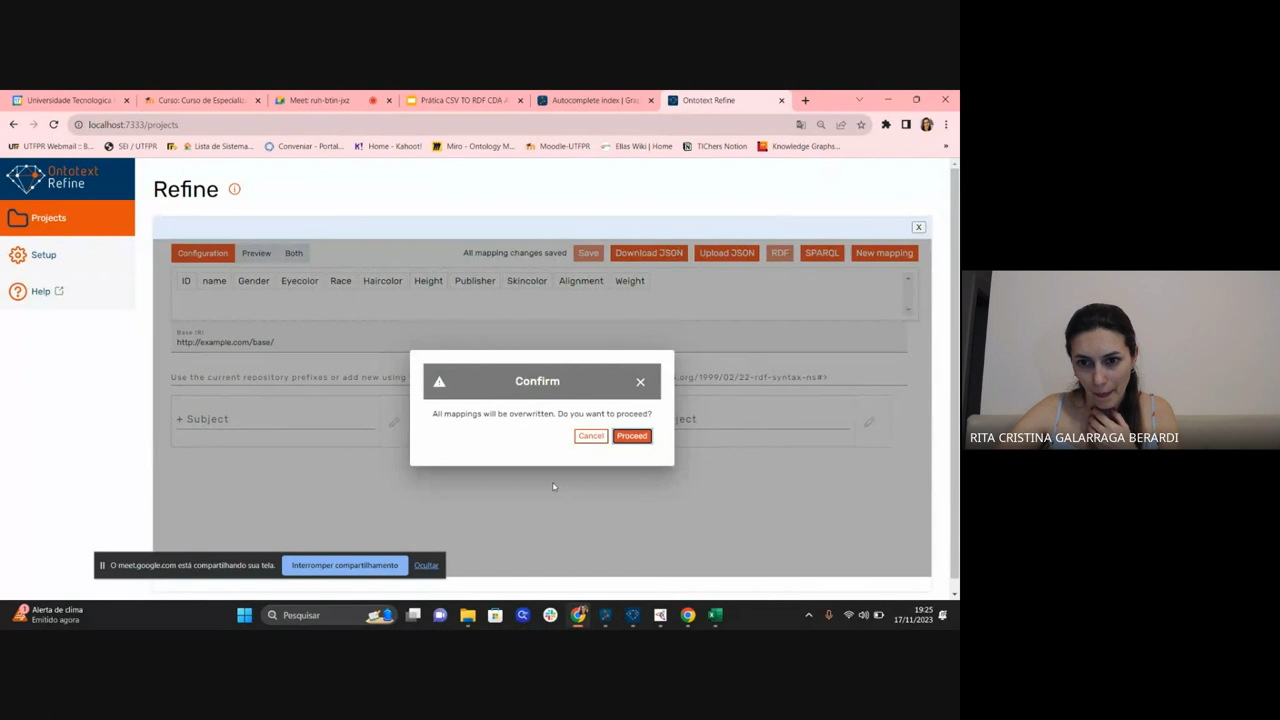 Universidade Tecnologica
Curso: Curso de Especializ
Meet: ruh-btin-jxz
Prática CSV TO RDF CDA A
Autocomplete index | Gra
Ontotext Refine
localhost:7333/projects
UTFPR Webmail :: B...
SEI / UTFPR
Lista de Sistema...
Conveniar - Portal...
Home - Kahoot!
Miro - Ontology M...
Moodle-UTFPR
Elias Wiki | Home
TIChers Notion
Knowledge Graphs...
Ontotext
Refine
Projects
Setup
Help
Refine
X
Configuration
Preview
Both
All mapping changes saved
Save
Download JSON
Upload JSON
RDF
SPARQL
New mapping
ID name Gender Eyecolor Race Haircolor Height Publisher Skincolor Alignment Weight
Base IRI
http://example.com/base/
Use the current repository prefixes or add new using
.org/1999/02/22-rdf-syntax-ns#>
+ Subject
ject
Confirm
All mappings will be overwritten. Do you want to proceed?
Cancel
Proceed
O meet.google.com está compartilhando sua tela.
Interromper compartilhamento
Ocultar
RITA CRISTINA GALARRAGA BERARDI
1
Alerta de clima
Emitido agora
Pesquisar
19:25
17/11/2023